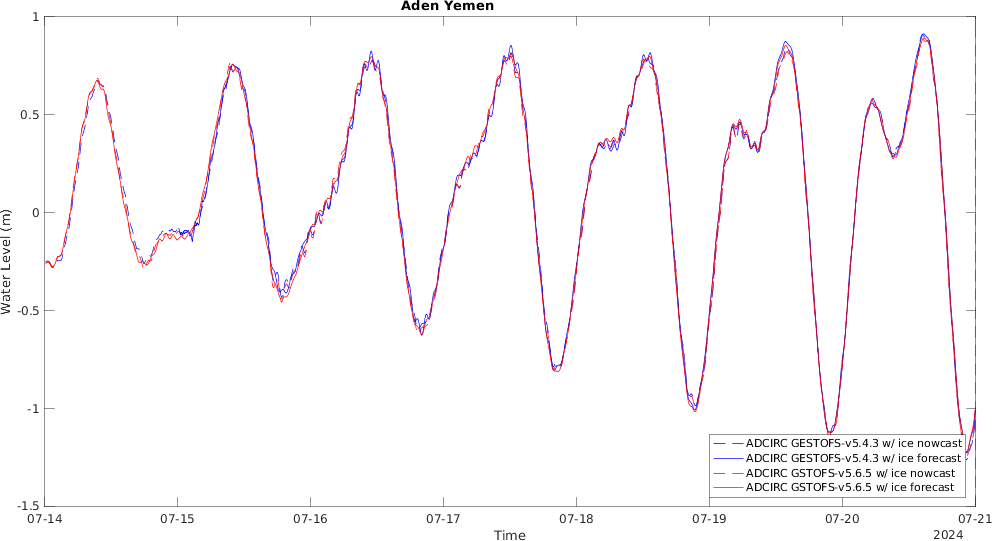 Aden Yemen
1
0.5
0
-0.5
-1
-1.5
Water Level (m)
ADCIRC GESTOFS-v5.4.3 w/ ice nowcast
ADCIRC GESTOFS-v5.4.3 w/ ice forecast
ADCIRC GSTOFS-v5.6.5 w/ ice nowcast
ADCIRC GSTOFS-v5.6.5 w/ ice forecast
07-14 07-15 07-16 07-17 07-18 07-19 07-20 07-21
Time
2024